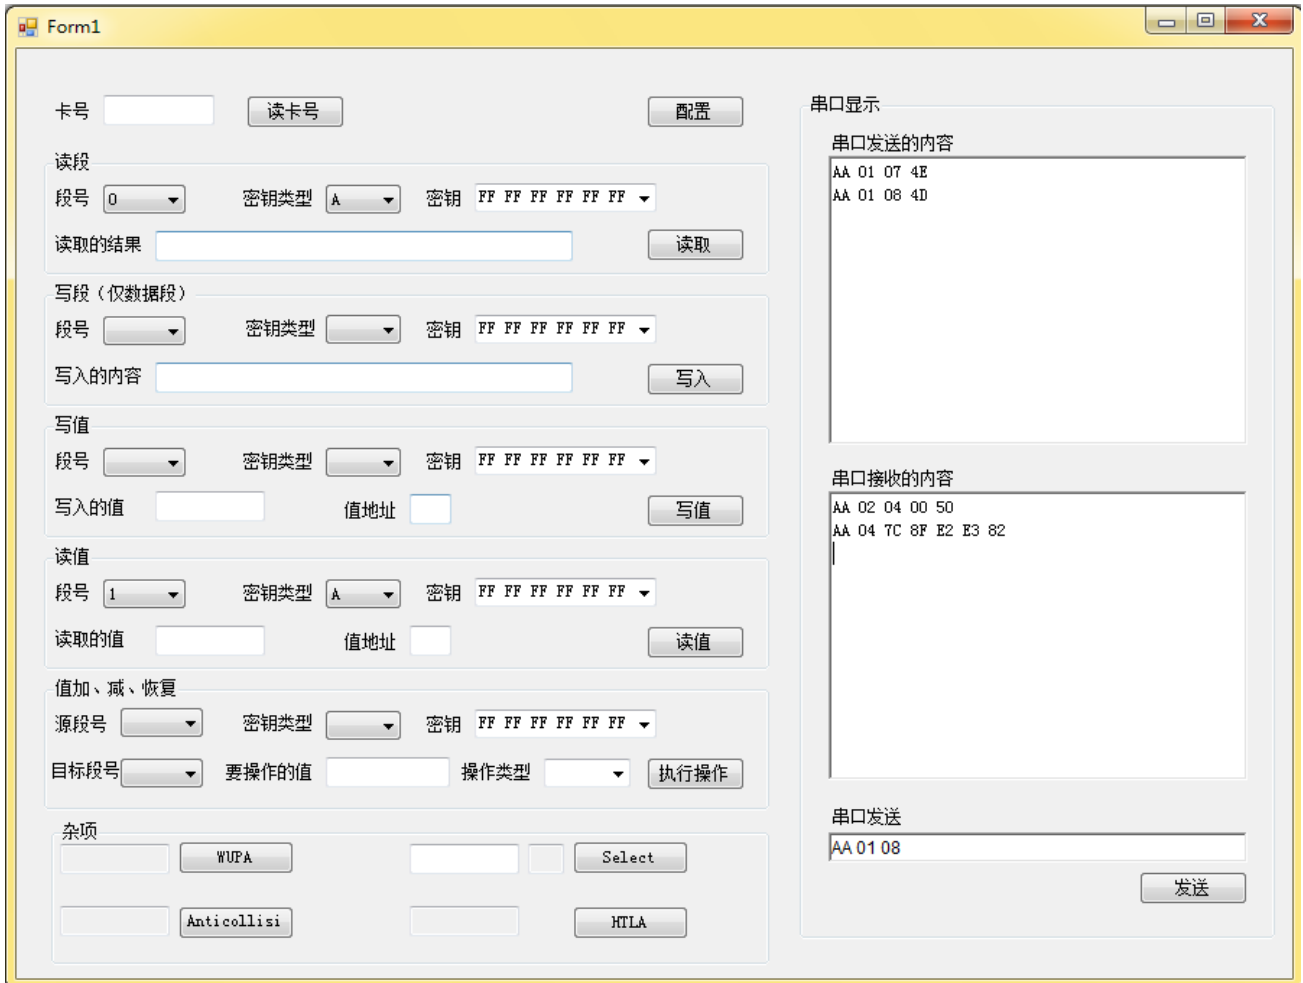 Form1
卡号 读卡号 配置
读段
段号 0 密钥类型 A 密钥 FF FF FF FF FF FF
读取的结果 读取
写段（仅数据段）
段号 密钥类型 密钥 FF FF FF FF FF FF
写入的内容 写入
写值
段号 密钥类型 密钥 FF FF FF FF FF FF
写入的值 值地址 写值
读值
段号 1 密钥类型 A 密钥 FF FF FF FF FF FF
读取的值 值地址 读值
值加、减、恢复
源段号 密钥类型 密钥 FF FF FF FF FF FF
目标段号 要操作的值 操作类型 执行操作
杂项
WUPA Select
Anticollisi HTLA
串口显示
串口发送的内容
AA 01 07 4E
AA 01 08 4D
串口接收的内容
AA 02 04 00 50
AA 04 7C 8F E2 E3 82
串口发送
AA 01 08
发送